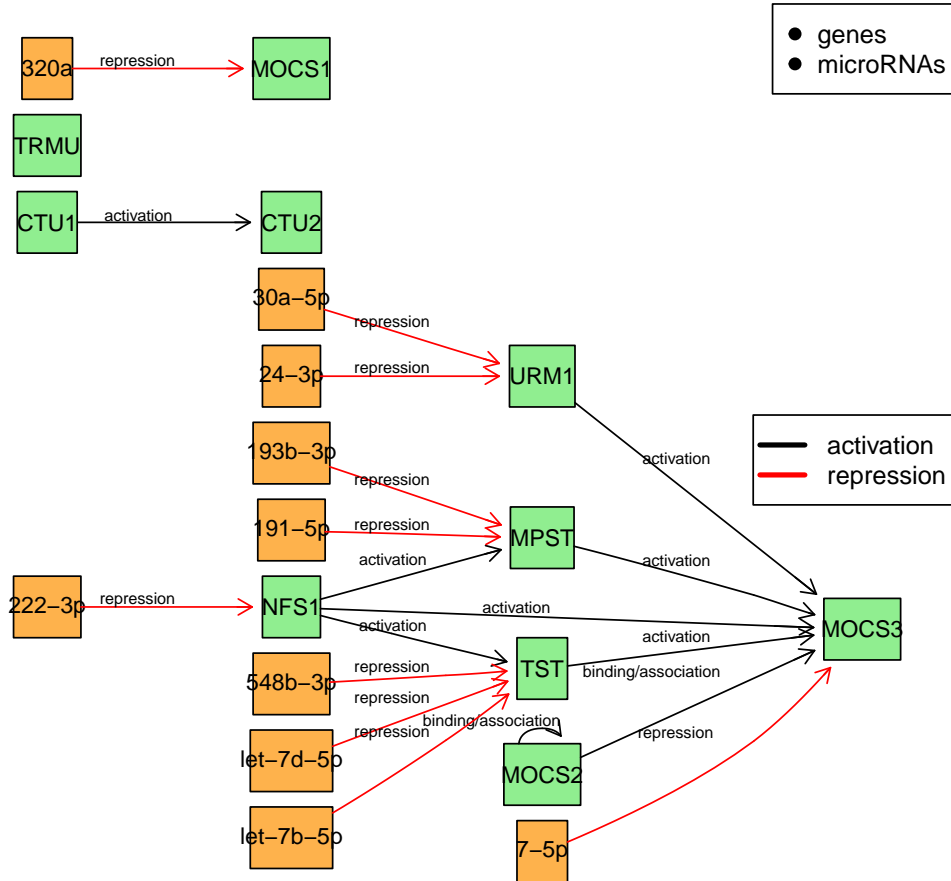 genes
microRNAs
320a
repression
MOCS1
TRMU
CTU1
activation
CTU2
30a−5p
repression
24−3p
repression
URM1
193b−3p
repression
activation
activation
repression
191−5p
repression
MPST
activation
activation
222−3p
repression
NFS1
activation
activation
MOCS3
548b−3p
repression
TST
activation
binding/association
repression
let−7d−5p
repression
binding/association
MOCS2
repression
let−7b−5p
7−5p